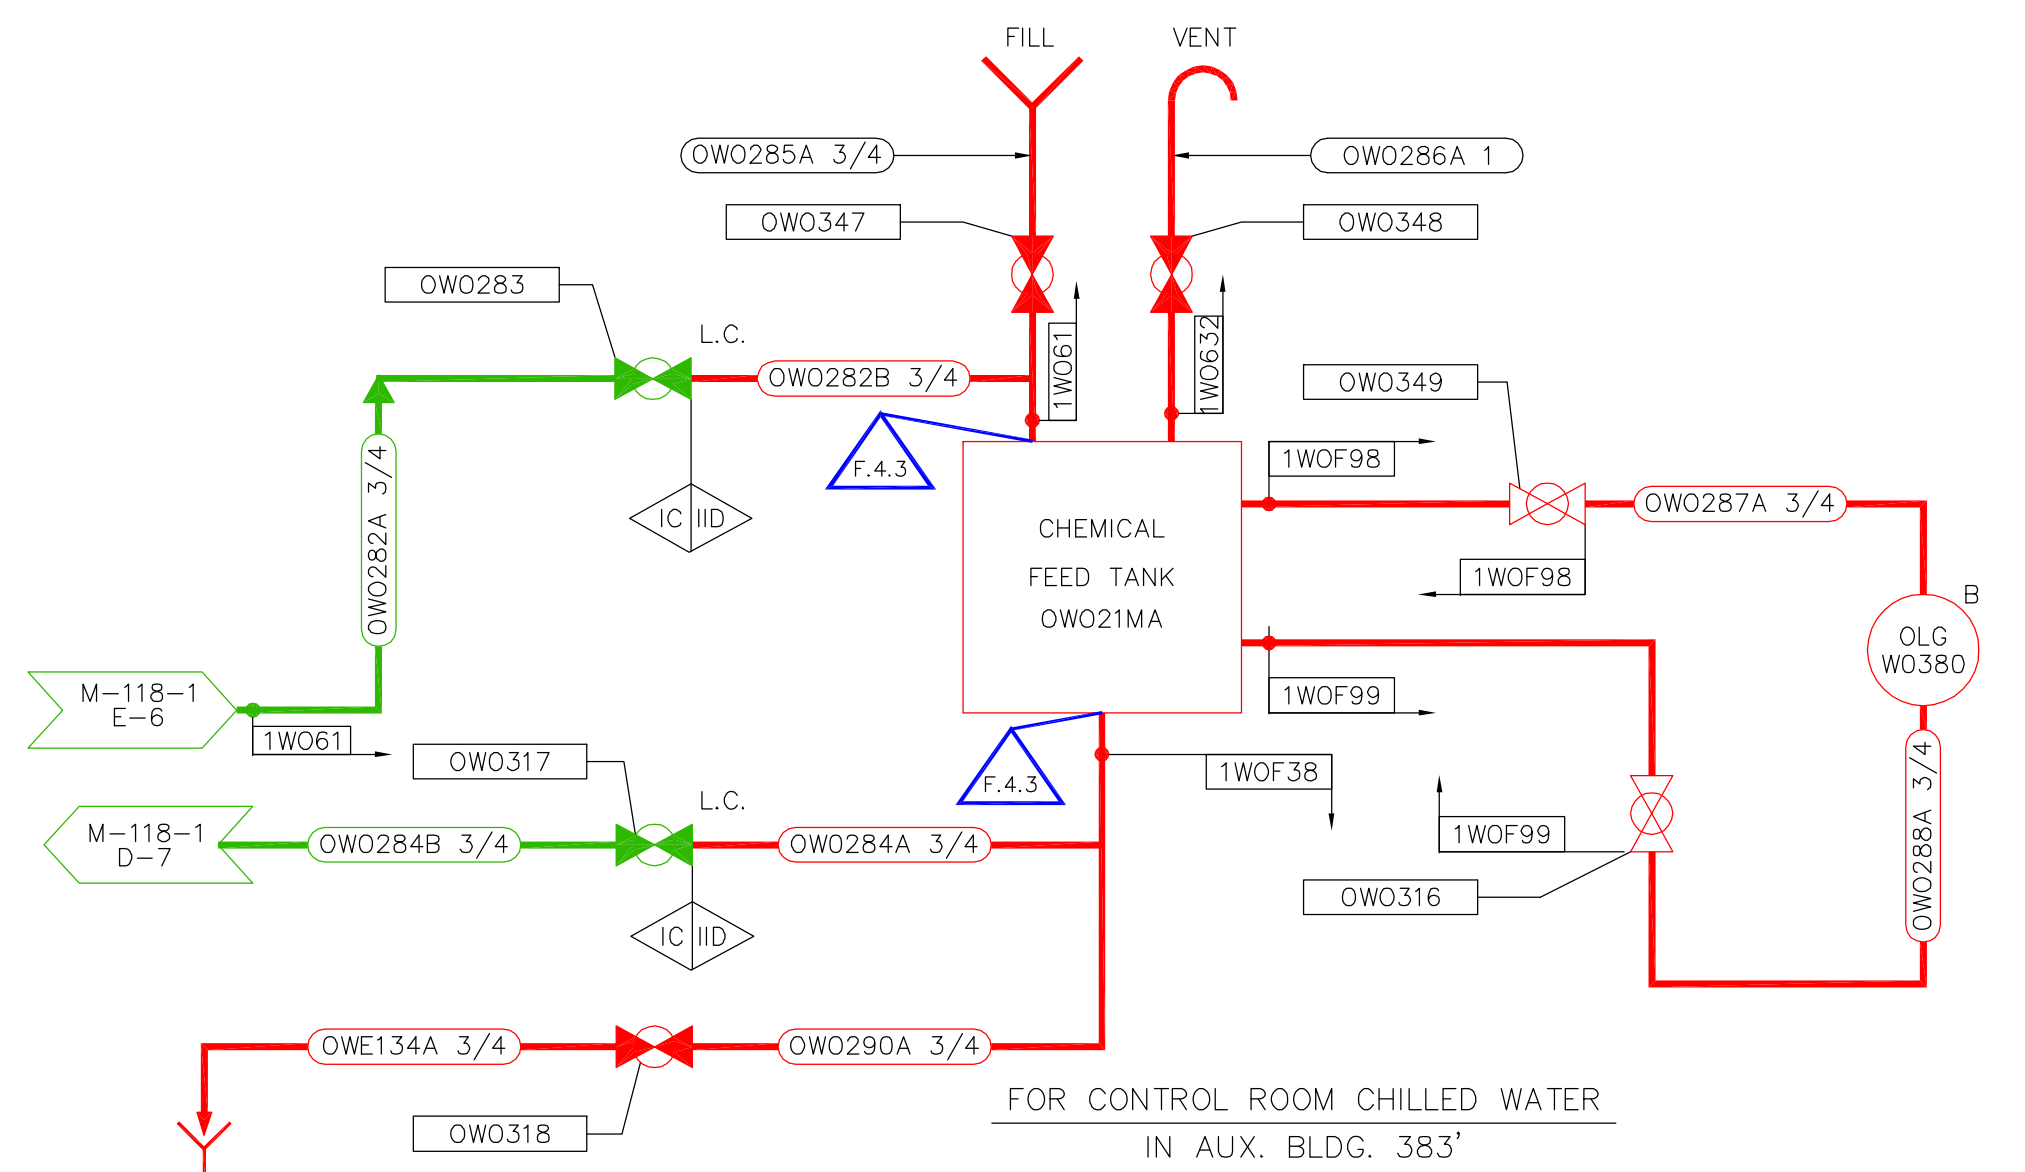 FILL
VENT
OWO285A 3/4
OWO286A 1
OWO347
OWO348
OWO283
L.C.
OWO282B 3/4
1WO61
1WO632
OWO349
F.4.3
1WOF98
OWO287A 3/4
OWO282A 3/4
IC IID
CHEMICAL
FEED TANK
OWO21MA
1WOF98
B
OLG
WO380
M-118-1
E-6
1WO61
1WOF99
OWO317
F.4.3
1WOF38
L.C.
M-118-1
D-7
OWO284B 3/4
OWO284A 3/4
1WOF99
OWO288A 3/4
OWO316
IC IID
OWE134A 3/4
OWO290A 3/4
OWO318
FOR CONTROL ROOM CHILLED WATER
IN AUX. BLDG. 383'